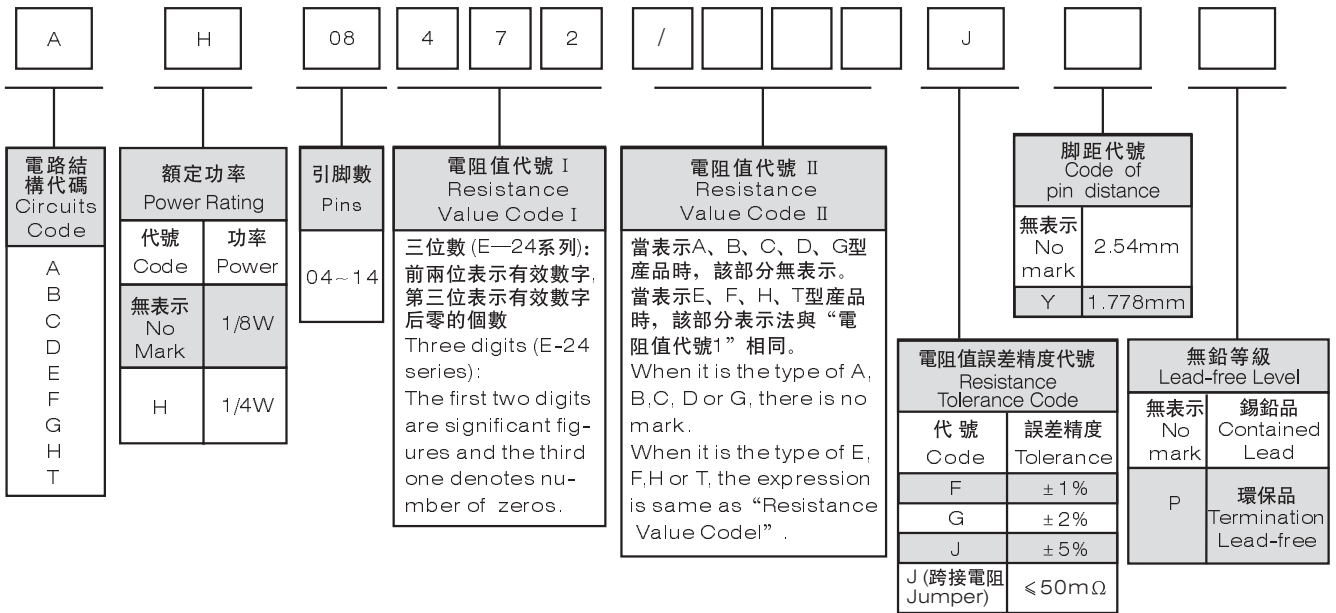 A H 08 4 7 2 / J
電路結
構代碼
Circuits
Code
A
B
C
D
E
F
G
H
T
額定功率
Power Rating
代號 功率
Code Power
無表示
No
Mark
1/8W
H 1/4W
引脚數
Pins
04~14
電阻值代號 I
Resistance
Value Code I
三位數 (E—24系列):
前兩位表示有效數字,
第三位表示有效數字
后零的個數
Three digits (E-24
series):
The first two digits
are significant fig-
ures and the third
one denotes nu-
mber of zeros.
電阻值代號 II
Resistance
Value Code II
當表示A、B、C、D、G型
産品時，該部分無表示。
當表示E、F、H、T型産品
時，該部分表示法與“電
阻值代號1”相同。
When it is the type of A,
B,C, D or G, there is no
mark.
When it is the type of E,
F,H or T, the expression
is same as “Resistance
Value Codel” .
電阻值誤差精度代號
Resistance
Tolerance Code
代 號 誤差精度
Code Tolerance
F ±1%
G ±2%
J ±5%
J (跨接電阻
Jumper)
≤50mΩ
脚距代號
Code of
pin distance
無表示
No
mark
2.54mm
Y 1.778mm
無鉛等級
Lead-free Level
無表示
No
mark
錫鉛品
Contained
Lead
P
環保品
Termination
Lead-free